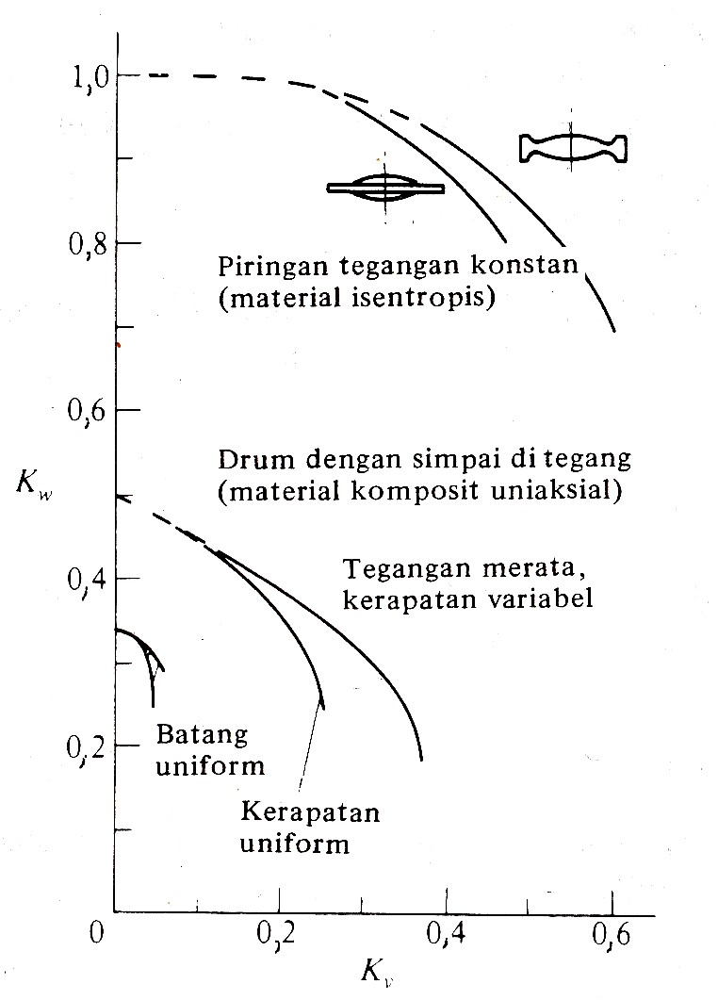 1,0
0,8
Piringan tegangan konstan
(material isentropis)
0,6
Drum dengan simpai di tegang
(material komposit uniaksial)
K_w
0,4
Tegangan merata,
kerapatan variabel
0,2
Batang
uniform
Kerapatan
uniform
0
0,2
0,4
0,6
K_v